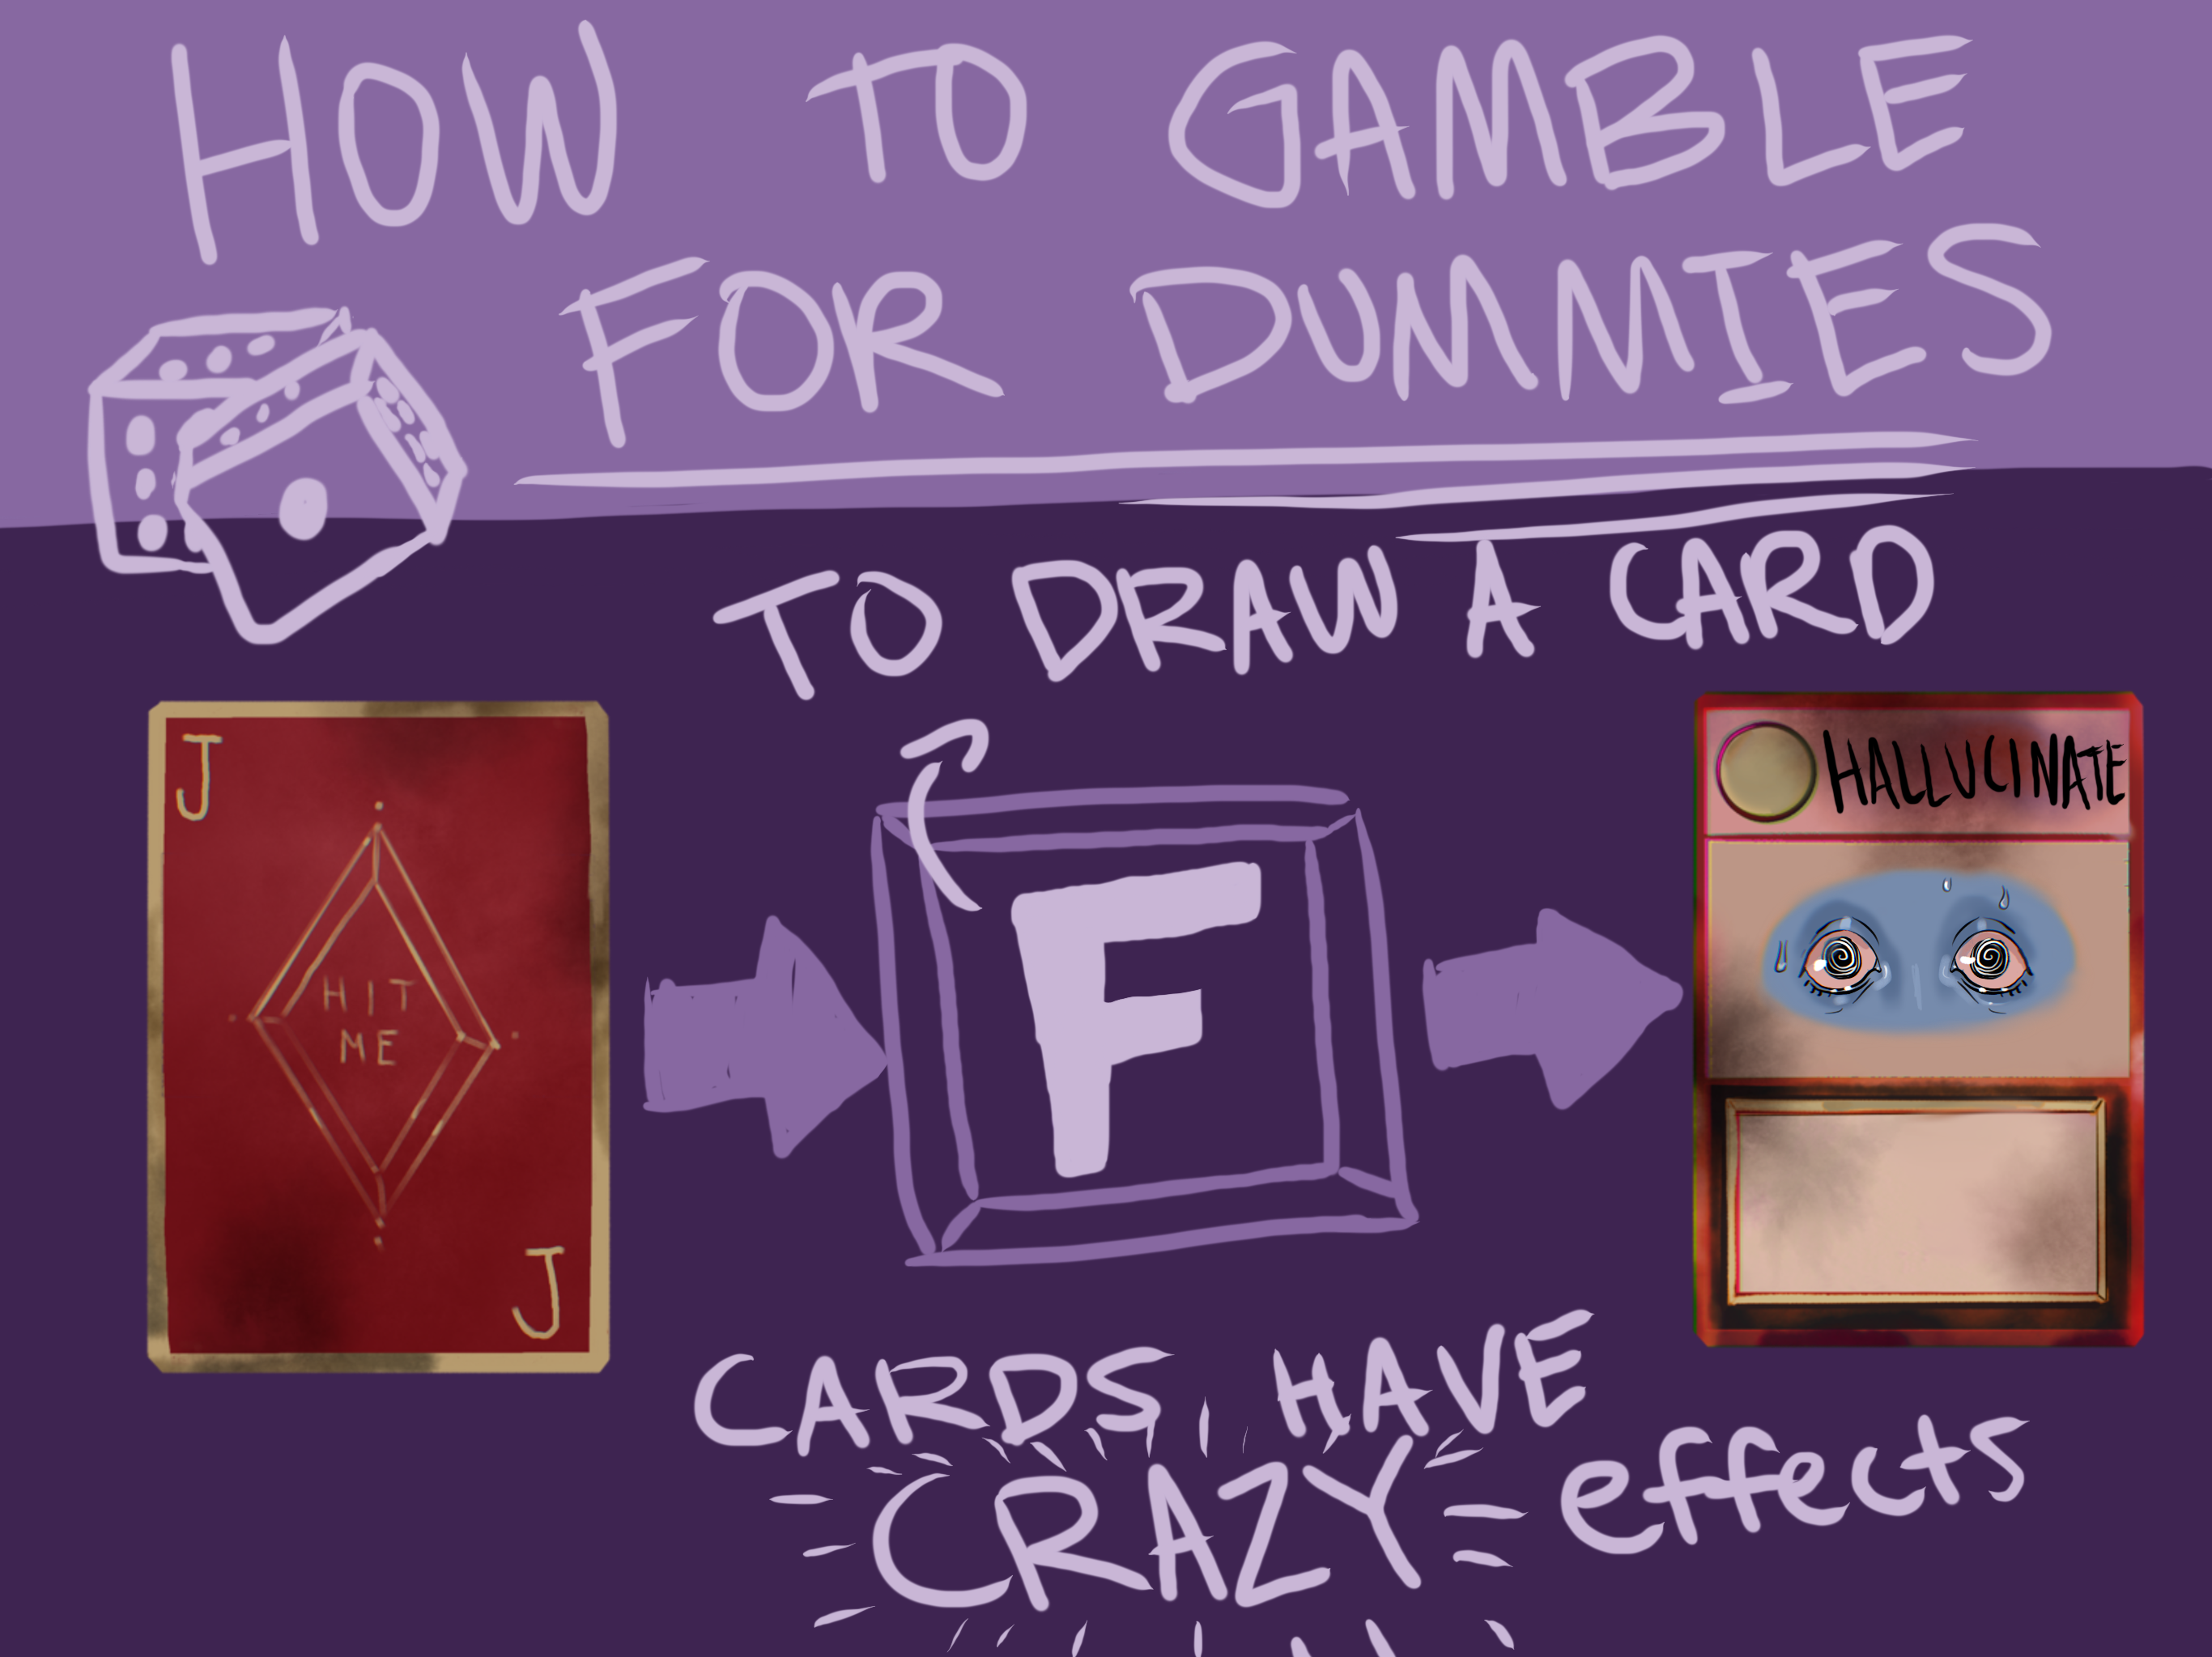 HOW TO GAMBLE
FOR DUMMIES
TO DRAW A CARD
J
HIT
ME
J
F
HALLUCINATE
CARDS HAVE
CRAZY effects